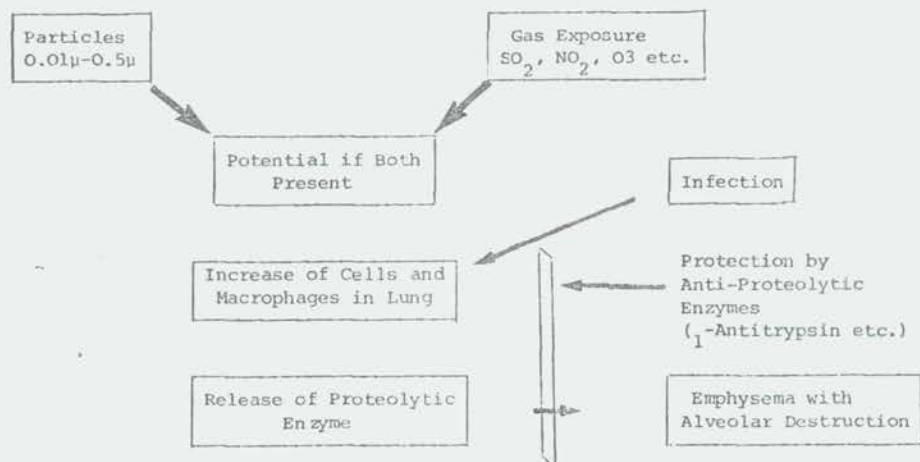 Particles
0.01µ-0.5µ
Gas Exposure
SO2, NO2, O3 etc.
Potential if Both
Present
Infection
Increase of Cells and
Macrophages in Lung
Protection by
Anti-Proteolytic
Enzymes
(1-Antitrypsin etc.)
Release of Proteolytic
Enzyme
Emphysema with
Alveolar Destruction